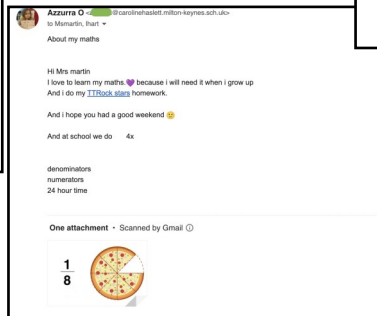 Azzurra O < @carolinehaslett.milton-keynes.sch.uk>
to Msmartin, lhart
About my maths
Hi Mrs martin
I love to learn my maths.💜 because i will need it when i grow up
And i do my TTRock stars homework.
And i hope you had a good weekend 🙂
And at school we do 4x
denominators
numerators
24 hour time
One attachment • Scanned by Gmail ⓘ
1
8